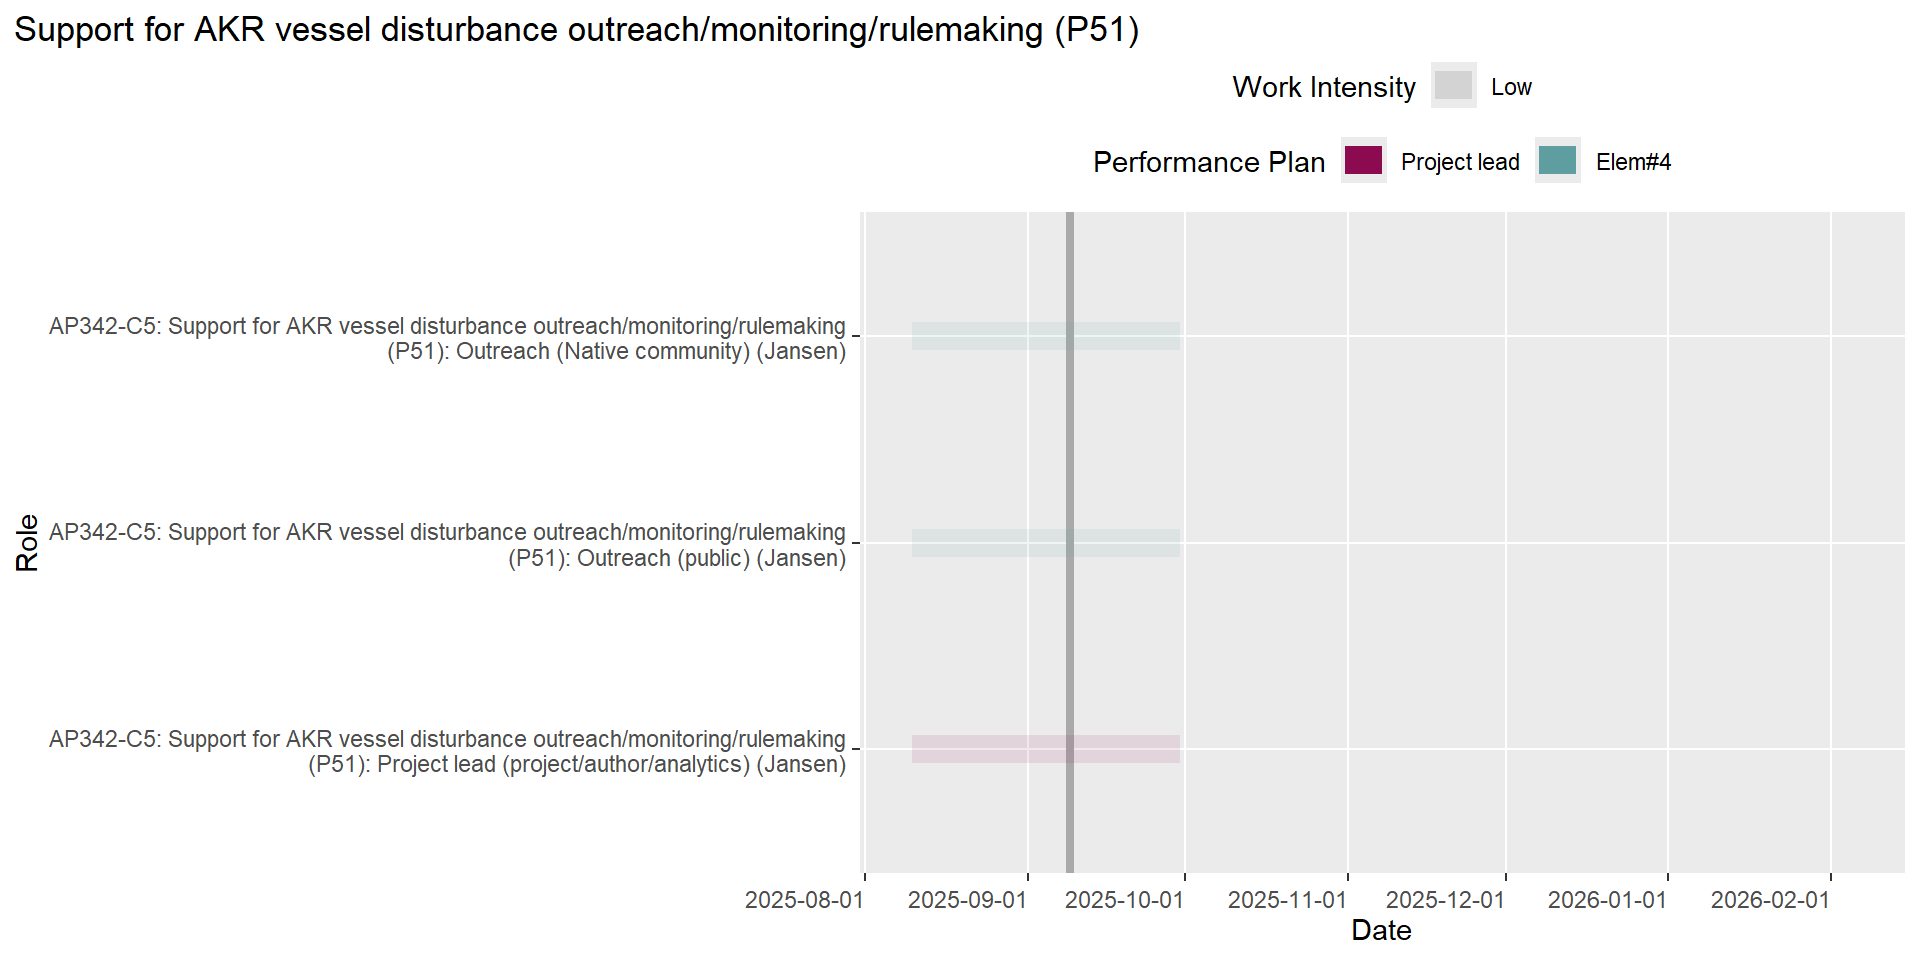 Support for AKR vessel disturbance outreach/monitoring/rulemaking (P51)
Work Intensity Low
Performance Plan Project lead Elem#4
AP342-C5: Support for AKR vessel disturbance outreach/monitoring/rulemaking
(P51): Outreach (Native community) (Jansen)
Role
AP342-C5: Support for AKR vessel disturbance outreach/monitoring/rulemaking
(P51): Outreach (public) (Jansen)
AP342-C5: Support for AKR vessel disturbance outreach/monitoring/rulemaking
(P51): Project lead (project/author/analytics) (Jansen)
2025-08-01 2025-09-01 2025-10-01 2025-11-01 2025-12-01 2026-01-01 2026-02-01
Date